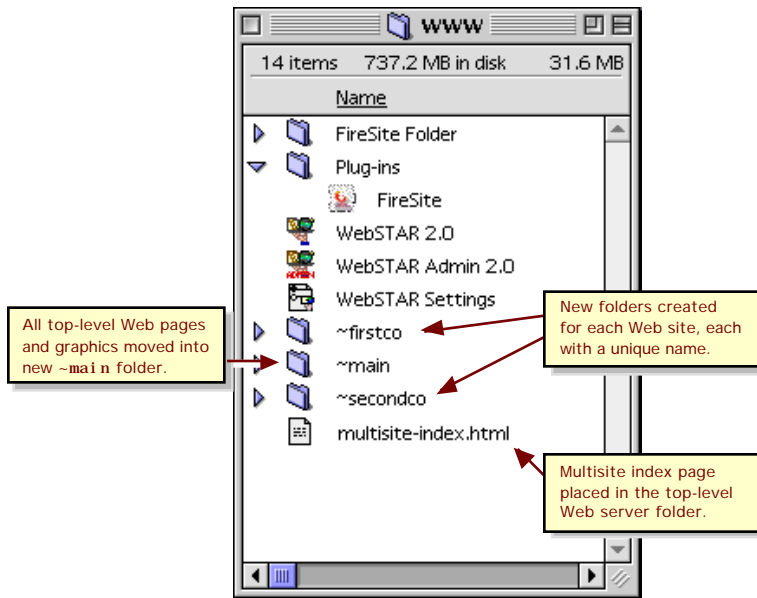 www
14 items 737.2 MB in disk 31.6 MB
Name
FireSite Folder
Plug-ins
FireSite
WebSTAR 2.0
ADMIN
WebSTAR Admin 2.0
WebSTAR Settings
~firstco
~main
~secondco
multisite-index.html
All top-level Web pages
and graphics moved into
new ~main folder.
New folders created
for each Web site, each
with a unique name.
Multisite index page
placed in the top-level
Web server folder.